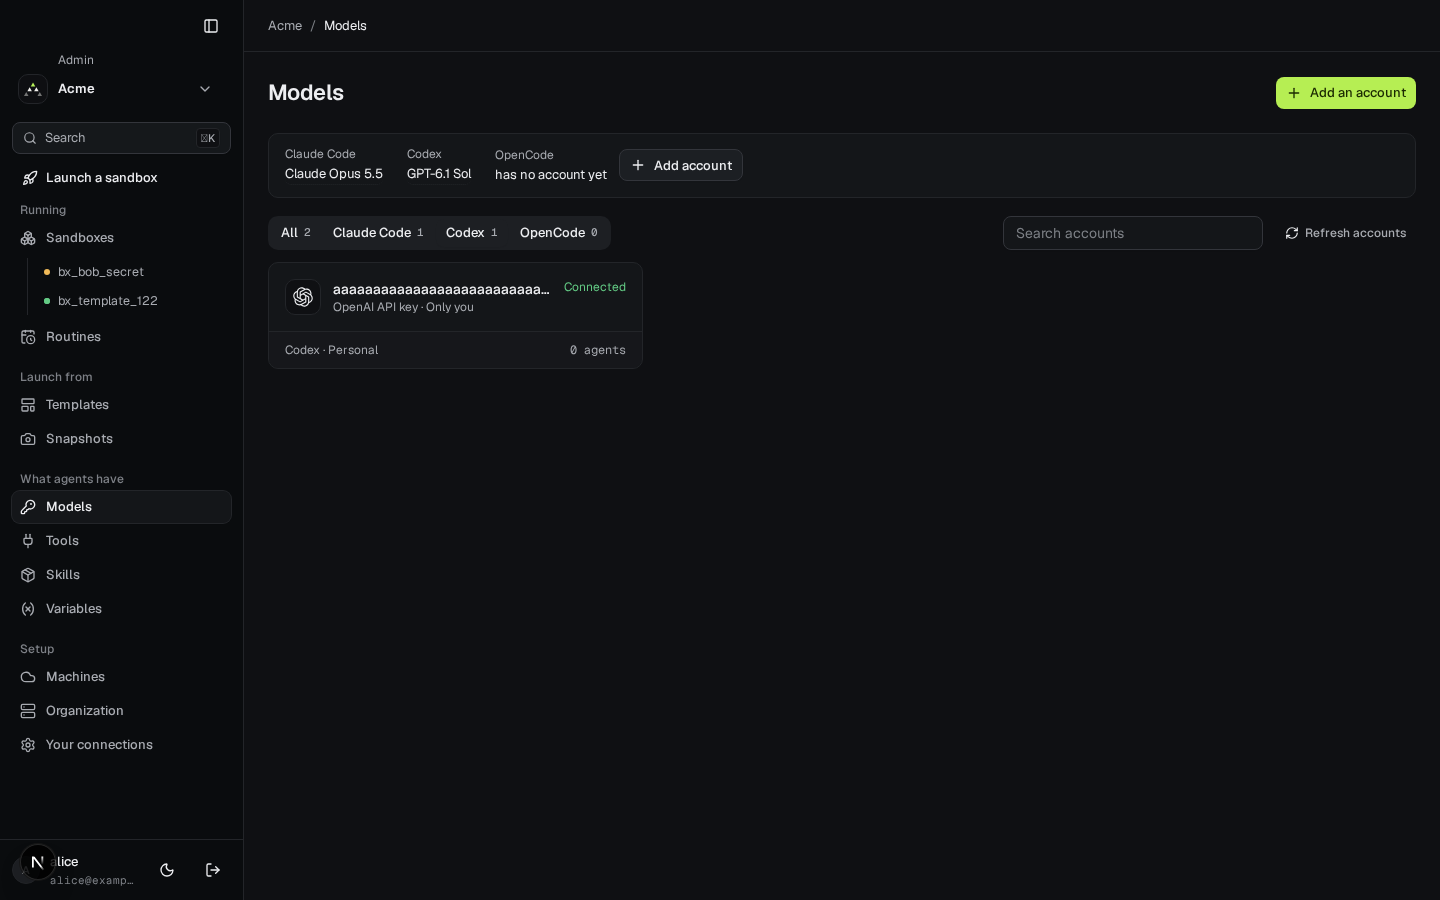 Admin
Acme
Search
K
Launch a sandbox
Running
Sandboxes
bx_bob_secret
bx_template_122
Routines
Launch from
Templates
Snapshots
What agents have
Models
Tools
Skills
Variables
Setup
Machines
Organization
Your connections
N
alice
alice@examp…
Acme / Models
Models
Add an account
Claude Code
Claude Opus 5.5
Codex
GPT-6.1 Sol
OpenCode
has no account yet
Add account
All 2
Claude Code 1
Codex 1
OpenCode 0
Search accounts
Refresh accounts
aaaaaaaaaaaaaaaaaaaaaaaaaa…
Connected
OpenAI API key · Only you
Codex · Personal
0 agents